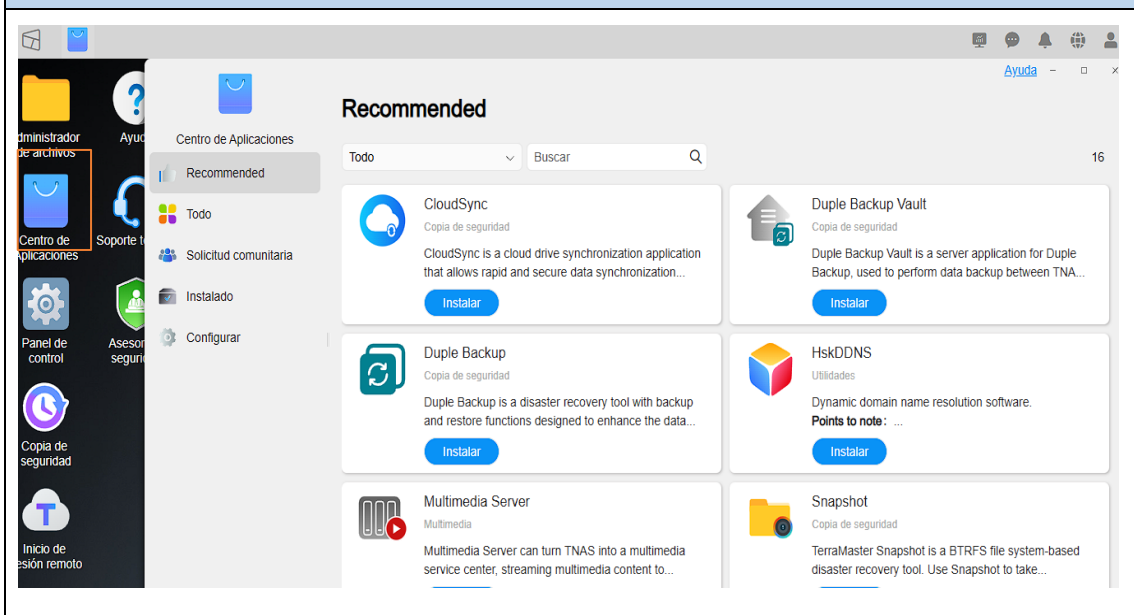 Ayuda
dministrador
de archivos
Ayud
Centro de
Aplicaciones
Soporte t
Panel de
control
Asesor
seguri
Copia de
seguridad
T
Inicio de
esión remoto
Centro de Aplicaciones
Recommended
Todo
Solicitud comunitaria
Instalado
Configurar
Recommended
Todo
Buscar
16
CloudSync
Copia de seguridad
CloudSync is a cloud drive synchronization application
that allows rapid and secure data synchronization...
Instalar
Duple Backup Vault
Copia de seguridad
Duple Backup Vault is a server application for Duple
Backup, used to perform data backup between TNA...
Instalar
Duple Backup
Copia de seguridad
Duple Backup is a disaster recovery tool with backup
and restore functions designed to enhance the data...
Instalar
HskDDNS
Utilidades
Dynamic domain name resolution software.
Points to note : ...
Instalar
Multimedia Server
Multimedia
Multimedia Server can turn TNAS into a multimedia
service center, streaming multimedia content to...
Snapshot
Copia de seguridad
TerraMaster Snapshot is a BTRFS file system-based
disaster recovery tool. Use Snapshot to take...